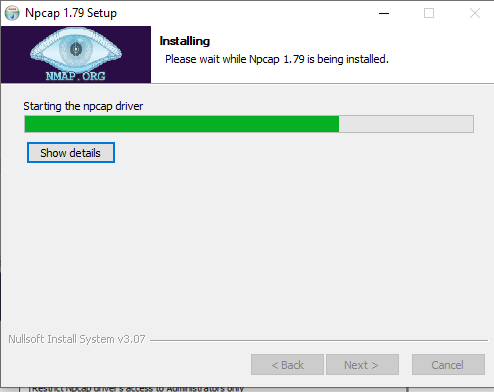 Npcap 1.79 Setup
NMAP.ORG
Installing
Please wait while Npcap 1.79 is being installed.
Starting the npcap driver
Show details
Nullsoft Install System v3.07
< Back
Next >
Cancel
Restrict Npcap driver's access to Administrators only